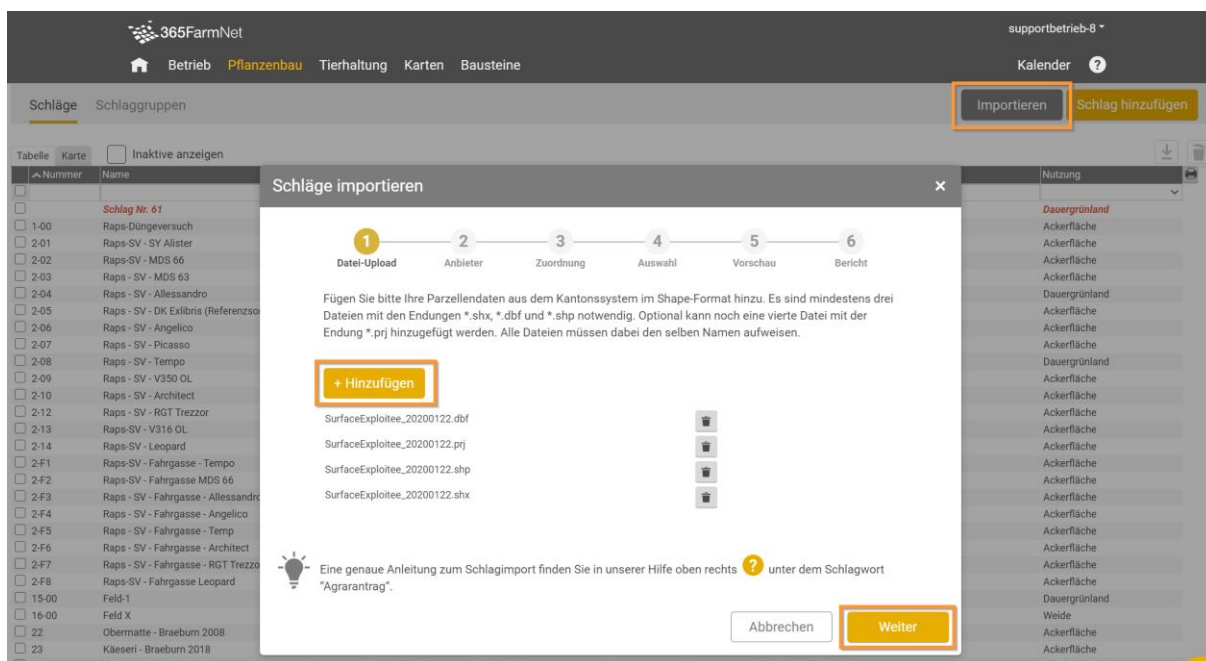 365FarmNet
supportbetrieb-8
Betrieb Pflanzenbau Tierhaltung Karten Bausteine
Kalender ?
Schläge Schlaggruppen
Importieren
Schlag hinzufügen
Tabelle Karte Inaktive anzeigen
Nummer Name Nutzung
Schlag Nr. 61 Dauergrünland
1-00 Raps-Düngeversuch Ackerfläche
2-01 Raps-SV - SY Alister Ackerfläche
2-02 Raps-SV - MDS 66 Ackerfläche
2-03 Raps - SV - MDS 63 Ackerfläche
2-04 Raps - SV - Allessandro Dauergrünland
2-05 Raps - SV - DK Exlibris (Referenzso Ackerfläche
2-06 Raps - SV - Angelico Ackerfläche
2-07 Raps - SV - Picasso Ackerfläche
2-08 Raps - SV - Tempo Dauergrünland
2-09 Raps - SV - V350 OL Ackerfläche
2-10 Raps - SV - Architect Ackerfläche
2-12 Raps - SV - RGT Trezzor Ackerfläche
2-13 Raps-SV - V316 OL Ackerfläche
2-14 Raps-SV - Leopard Ackerfläche
2-F1 Raps-SV - Fahrgasse - Tempo Ackerfläche
2-F2 Raps-SV - Fahrgasse MDS 66 Ackerfläche
2-F3 Raps - SV - Fahrgasse - Allessandro Ackerfläche
2-F4 Raps - SV - Fahrgasse - Angelico Ackerfläche
2-F5 Raps - SV - Fahrgasse - Temp Ackerfläche
2-F6 Raps - SV - Fahrgasse - Architect Ackerfläche
2-F7 Raps - SV - Fahrgasse - RGT Trezzo Ackerfläche
2-F8 Raps-SV - Fahrgasse Leopard Ackerfläche
15-00 Feld-1 Dauergrünland
16-00 Feld X Weide
22 Obermatte - Braeburn 2008 Ackerfläche
23 Käeseri - Braeburn 2018 Ackerfläche
Schläge importieren ×
1 2 3 4 5 6
Datei-Upload Anbieter Zuordnung Auswahl Vorschau Bericht
Fügen Sie bitte Ihre Parzellendaten aus dem Kantonssystem im Shape-Format hinzu. Es sind mindestens drei
Dateien mit den Endungen *.shx, *.dbf und *.shp notwendig. Optional kann noch eine vierte Datei mit der
Endung *.prj hinzugefügt werden. Alle Dateien müssen dabei den selben Namen aufweisen.
+ Hinzufügen
SurfaceExploitee_20200122.dbf
SurfaceExploitee_20200122.prj
SurfaceExploitee_20200122.shp
SurfaceExploitee_20200122.shx
Eine genaue Anleitung zum Schlagimport finden Sie in unserer Hilfe oben rechts ? unter dem Schlagwort
"Agrarantrag".
Abbrechen Weiter